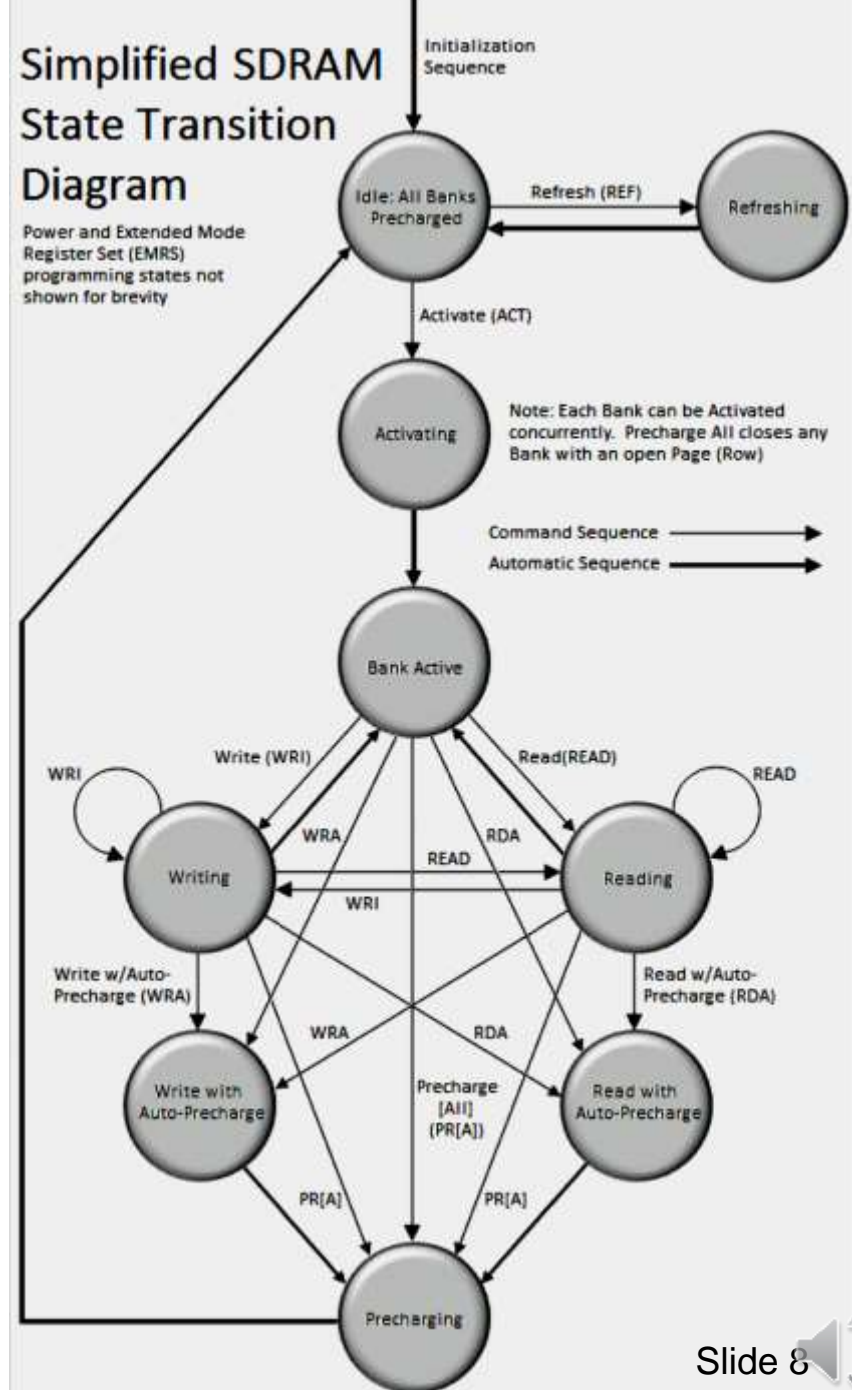 Simplified SDRAM
State Transition
Diagram
Power and Extended Mode
Register Set (EMRS)
programming states not
shown for brevity
Initialization
Sequence
Idle: All Banks
Precharged
Refresh (REF)
Refreshing
Activate (ACT)
Activating
Note: Each Bank can be Activated
concurrently. Precharge All closes any
Bank with an open Page (Row)
Command Sequence
Automatic Sequence
Bank Active
Write (WRI)
Read(READ)
WRI
READ
WRA
RDA
READ
Writing
Reading
WRI
Write w/Auto-
Precharge (WRA)
Read w/Auto-
Precharge (RDA)
WRA
RDA
Write with
Auto-Precharge
Precharge
[All]
(PR[A])
Read with
Auto-Precharge
PR[A]
PR[A]
Precharging
Slide 8